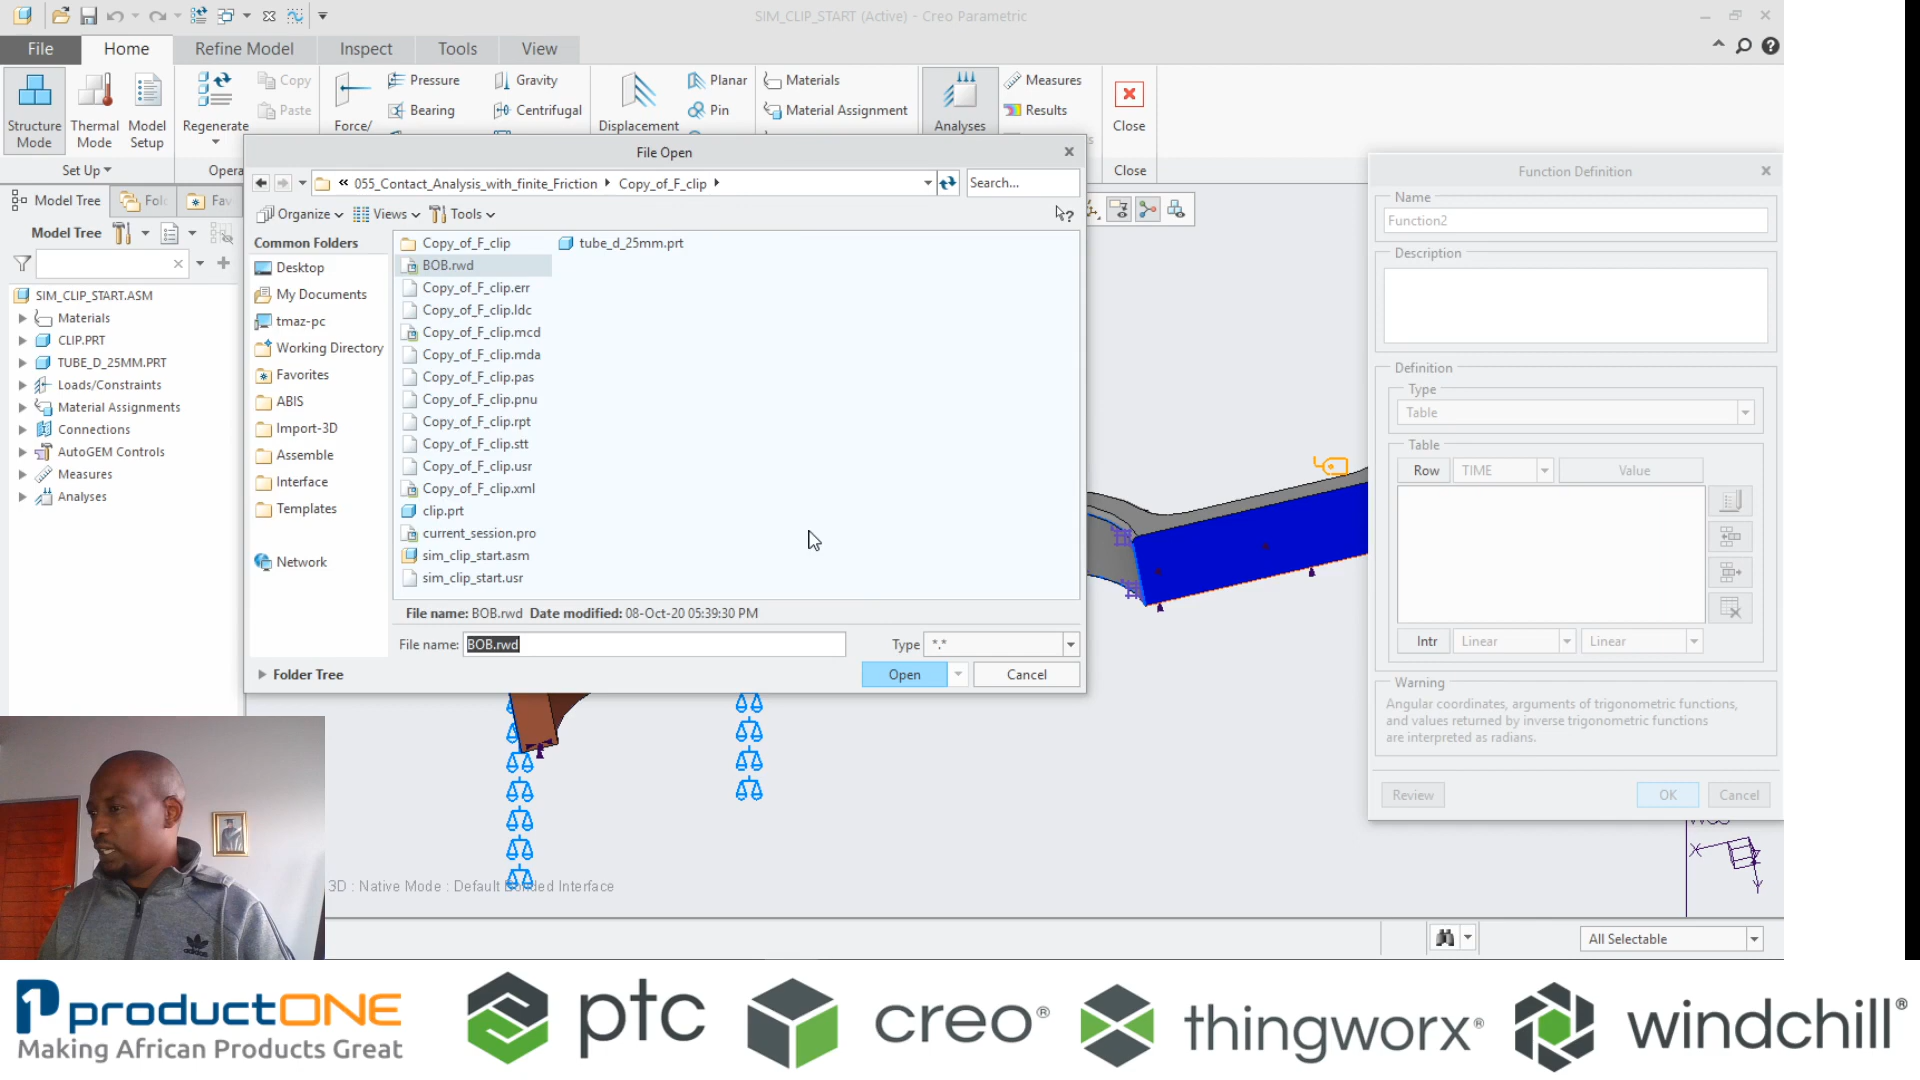 SIM_CLIP_START (Active) - Creo Parametric
File
Home
Refine Model
Inspect
Tools
View
Structure Mode
Thermal Mode
Model Setup
Regenerate
Copy
Paste
Force/
Pressure
Bearing
Gravity
Centrifugal
Displacement
Planar
Pin
Materials
Material Assignment
Analyses
Measures
Results
Close
Set Up
Opera
Close
Model Tree
Fol
Fav
Model Tree
SIM_CLIP_START.ASM
Materials
CLIP.PRT
TUBE_D_25MM.PRT
Loads/Constraints
Material Assignments
Connections
AutoGEM Controls
Measures
Analyses
File Open
« 055_Contact_Analysis_with_finite_Friction
Copy_of_F_clip
Search...
Organize
Views
Tools
Common Folders
Desktop
My Documents
tmaz-pc
Working Directory
Favorites
ABIS
Import-3D
Assemble
Interface
Templates
Network
Copy_of_F_clip
BOB.rwd
Copy_of_F_clip.err
Copy_of_F_clip.ldc
Copy_of_F_clip.mcd
Copy_of_F_clip.mda
Copy_of_F_clip.pas
Copy_of_F_clip.pnu
Copy_of_F_clip.rpt
Copy_of_F_clip.stt
Copy_of_F_clip.usr
Copy_of_F_clip.xml
clip.prt
current_session.pro
sim_clip_start.asm
sim_clip_start.usr
tube_d_25mm.prt
File name: BOB.rwd Date modified: 08-Oct-20 05:39:30 PM
File name: BOB.rwd
Type *.*
Folder Tree
Open
Cancel
Function Definition
Name
Function2
Description
Definition
Type
Table
Table
Row
TIME
Value
Intr
Linear
Linear
Warning
Angular coordinates, arguments of trigonometric functions,
and values returned by inverse trigonometric functions
are interpreted as radians.
Review
OK
Cancel
X
3D : Native Mode : Default Bonded Interface
All Selectable
productONE
Making African Products Great
ptc
creo®
thingworx®
windchill®